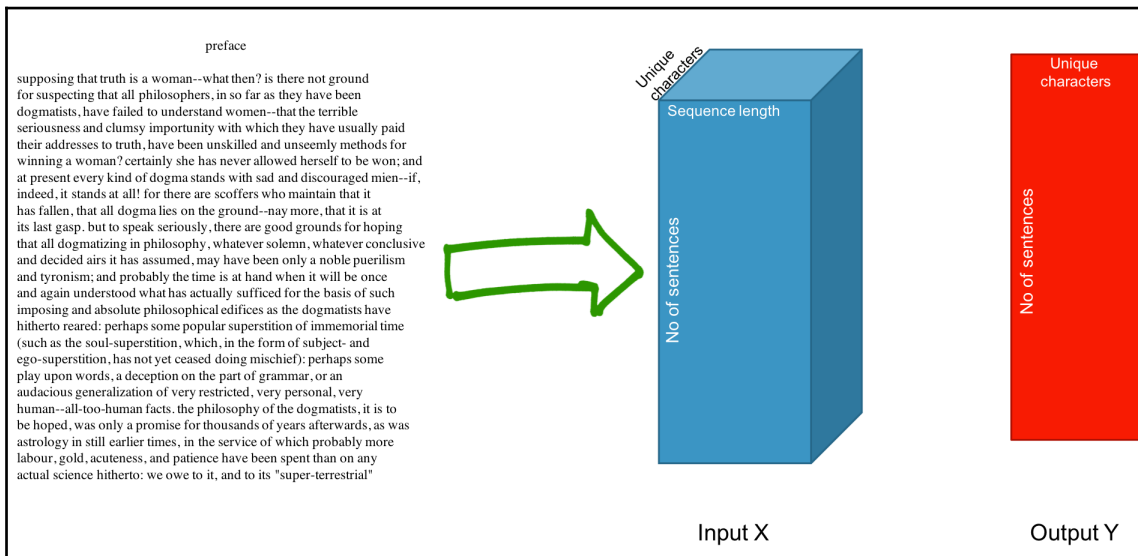 preface
supposing that truth is a woman--what then? is there not ground
for suspecting that all philosophers, in so far as they have been
dogmatists, have failed to understand women--that the terrible
seriousness and clumsy importunity with which they have usually paid
their addresses to truth, have been unskilled and unseemly methods for
winning a woman? certainly she has never allowed herself to be won; and
at present every kind of dogma stands with sad and discouraged mien--if,
indeed, it stands at all! for there are scoffers who maintain that it
has fallen, that all dogma lies on the ground--nay more, that it is at
its last gasp. but to speak seriously, there are good grounds for hoping
that all dogmatizing in philosophy, whatever solemn, whatever conclusive
and decided airs it has assumed, may have been only a noble puerilism
and tyronism; and probably the time is at hand when it will be once
and again understood what has actually sufficed for the basis of such
imposing and absolute philosophical edifices as the dogmatists have
hitherto reared: perhaps some popular superstition of immemorial time
(such as the soul-superstition, which, in the form of subject- and
ego-superstition, has not yet ceased doing mischief): perhaps some
play upon words, a deception on the part of grammar, or an
audacious generalization of very restricted, very personal, very
human--all-too-human facts. the philosophy of the dogmatists, it is to
be hoped, was only a promise for thousands of years afterwards, as was
astrology in still earlier times, in the service of which probably more
labour, gold, acuteness, and patience have been spent than on any
actual science hitherto: we owe to it, and to its "super-terrestrial"
Unique
characters
Sequence length
No of sentences
Input X
Unique
characters
No of sentences
Output Y